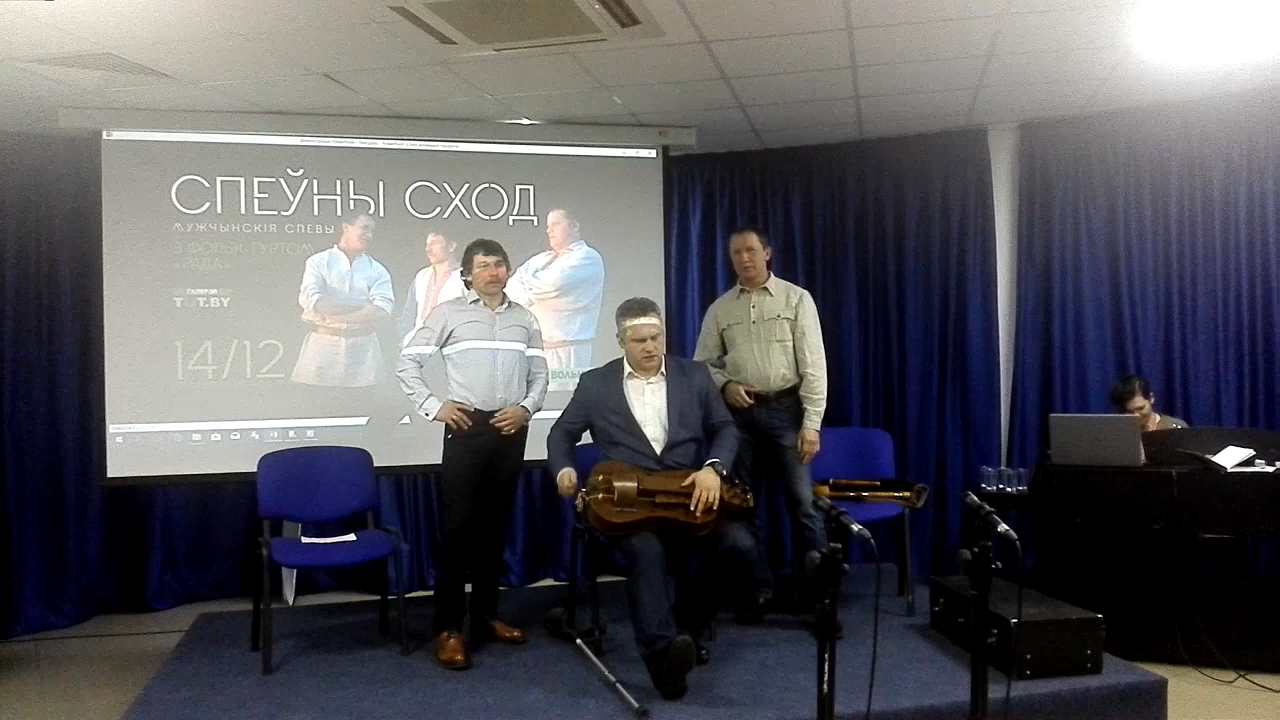 СПЕЎНЫ СХОД
МУЖЧЫНСКІЯ СПЕВЫ
З ФОЛЬК-ГУРТОМ
«РАДА»
ГАЛЕРЭЯ
TUT.BY
14/12